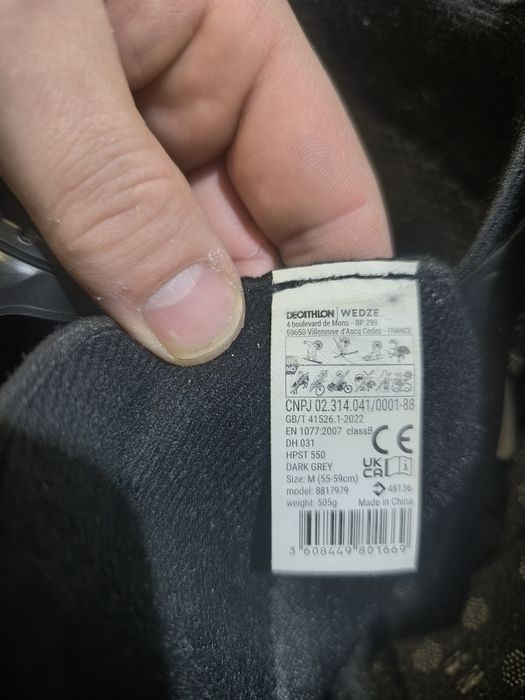 DECATHLON | WEDZE
4 boulevard de Mons - BP 299
59650 Villeneuve d'Ascq Cedex - FRANCE
NO
CNPJ 02.314.041/0001-88
GB/T 41526.1-2022
EN 1077:2007 classB
CE
DH 031
HPST 550
DARK GREY
UK
CA
i
Size: M (55-59cm)
model: 8817979
48136
weight: 505g
Made in China
3 608449 801669